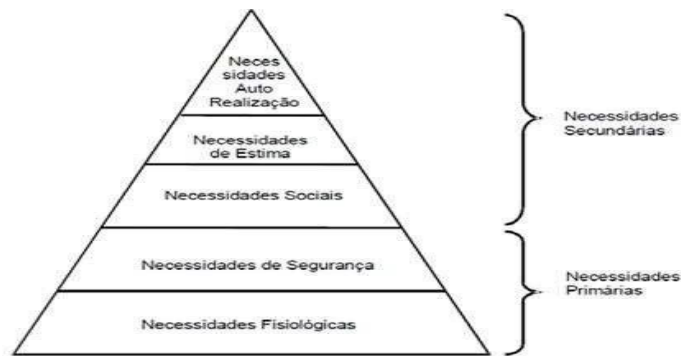 Neces
sidades
Auto
Realização
Necessidades
de Estima
Necessidades Sociais
Necessidades de Segurança
Necessidades Fisiológicas
Necessidades
Secundárias
Necessidades
Primárias